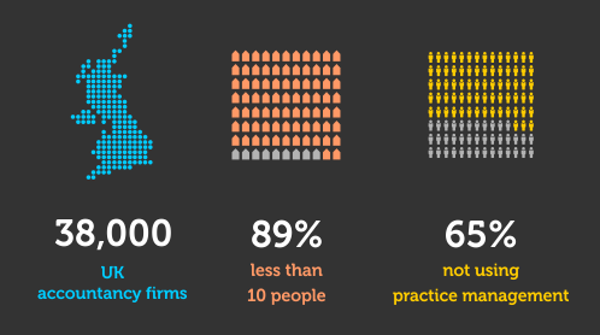 38,000
UK
accountancy firms
89%
less than
10 people
65%
not using
practice management